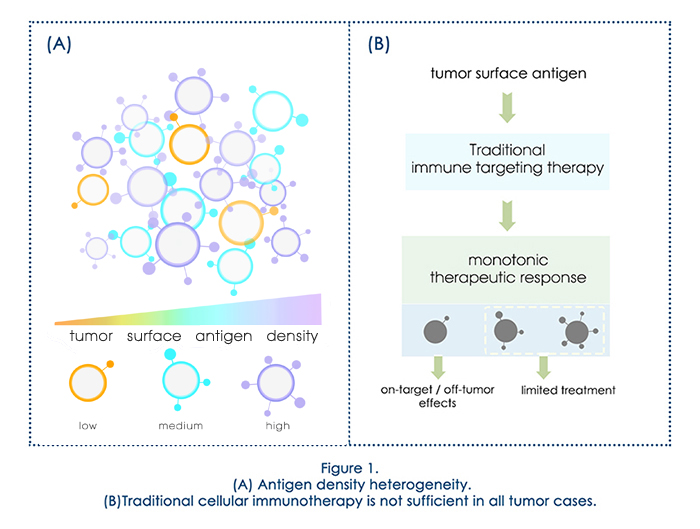 (A)
tumor surface antigen density
low medium high
(B)
tumor surface antigen
Traditional
immune targeting therapy
monotonic
therapeutic response
on-target / off-tumor
effects
limited treatment
Figure 1.
(A) Antigen density heterogeneity.
(B)Traditional cellular immunotherapy is not sufficient in all tumor cases.